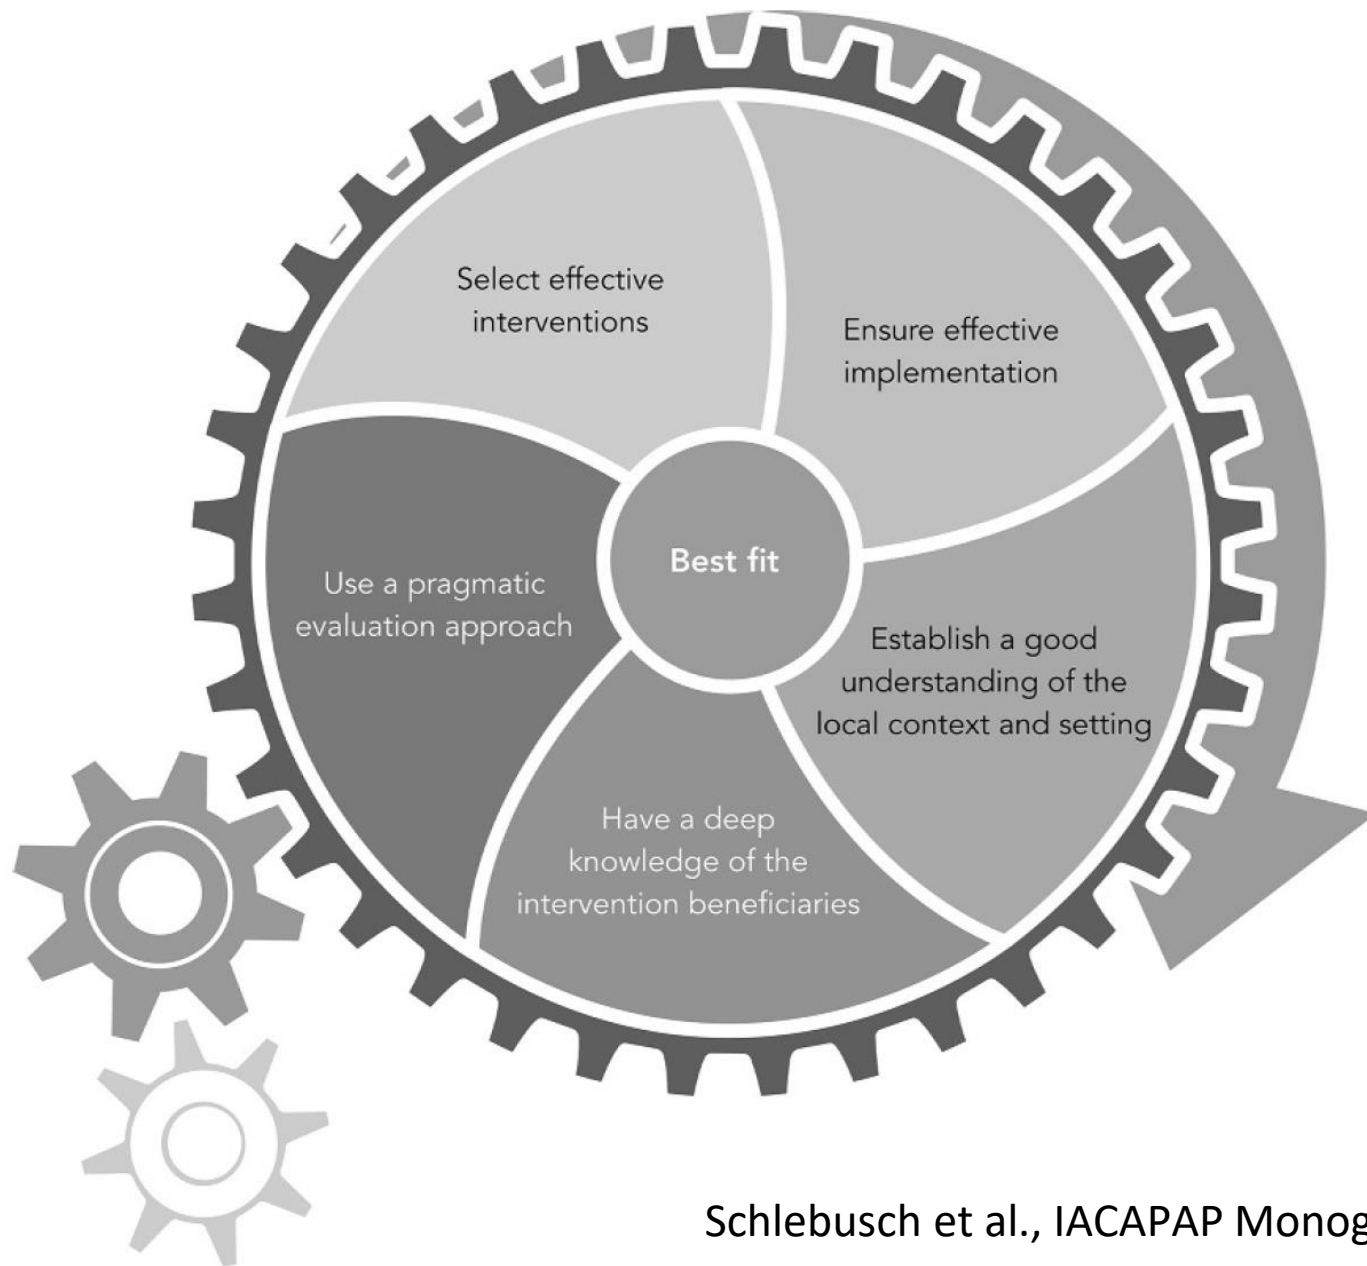 Select effective
interventions
Ensure effective
implementation
Establish a good
understanding of the
local context and setting
Have a deep
knowledge of the
intervention beneficiaries
Use a pragmatic
evaluation approach
Best fit
Schlebusch et al., IACAPAP